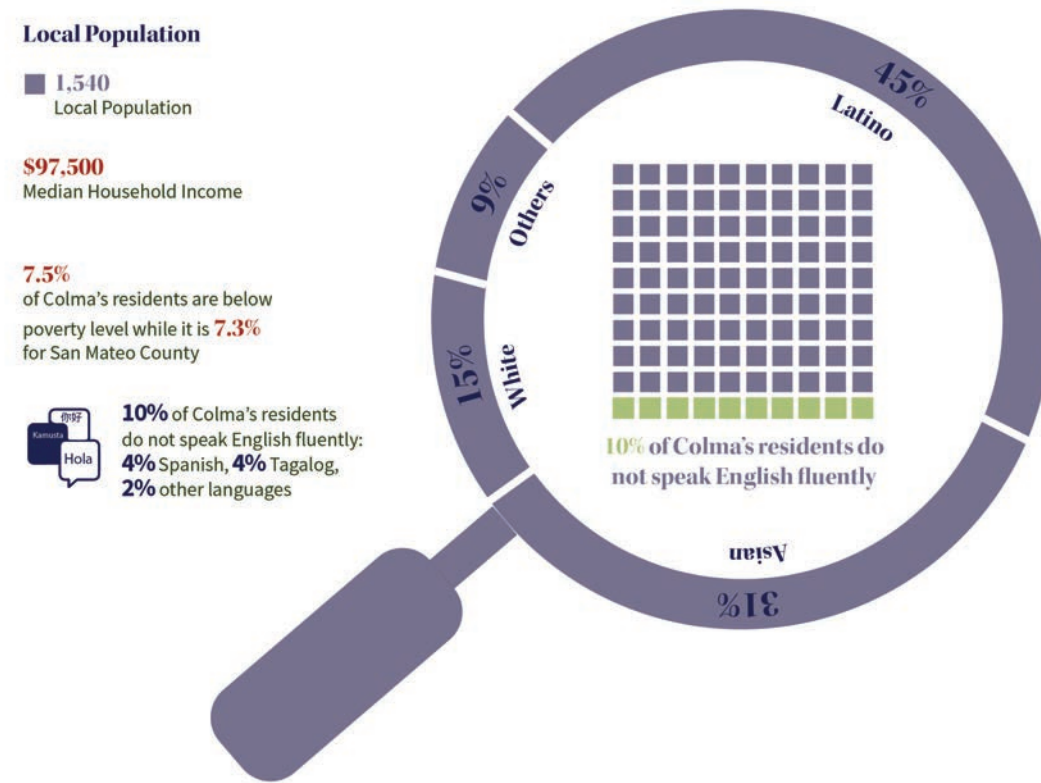 Local Population
1,540
Local Population
$97,500
Median Household Income
7.5%
of Colma's residents are below
poverty level while it is 7.3%
for San Mateo County
你好
Kamusta
Hola
10% of Colma's residents
do not speak English fluently:
4% Spanish, 4% Tagalog,
2% other languages
45%
Latino
9%
Others
15%
White
31%
Asian
10% of Colma's residents do
not speak English fluently